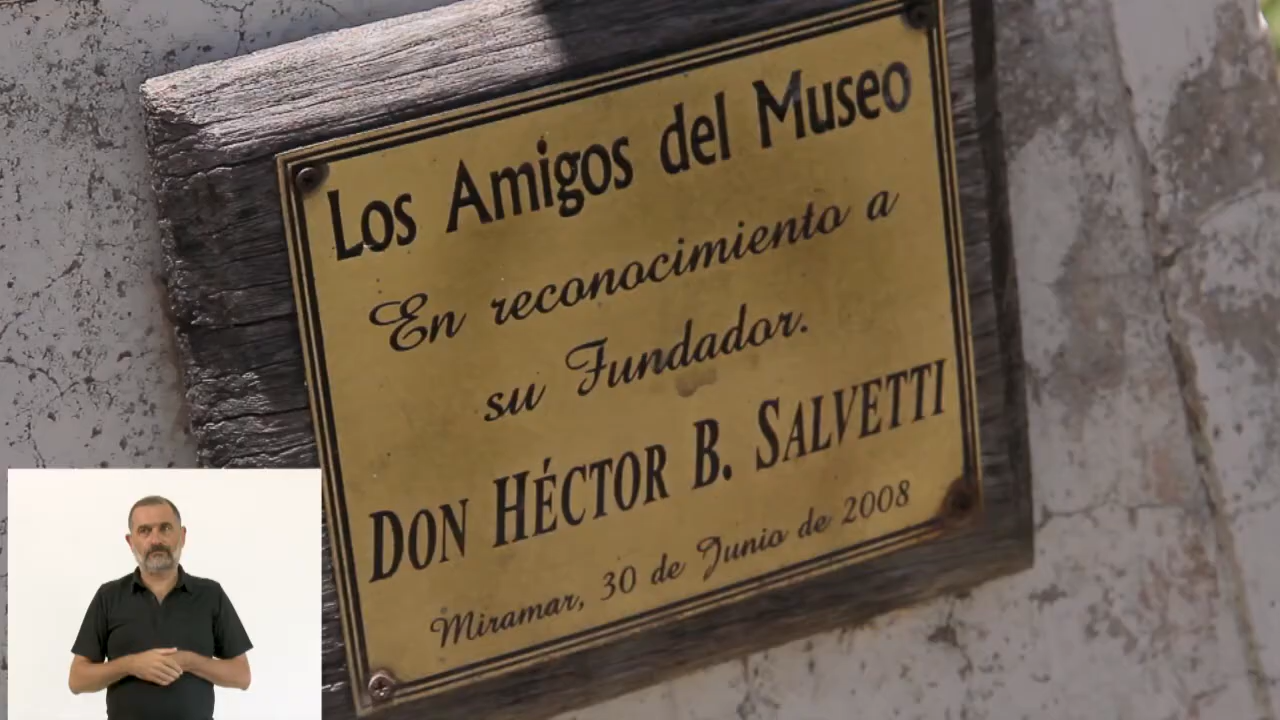 Los Amigos del Museo
En reconocimiento a
su Fundador.
DON HÉCTOR B. SALVETTI
Miramar, 30 de Junio de 2008